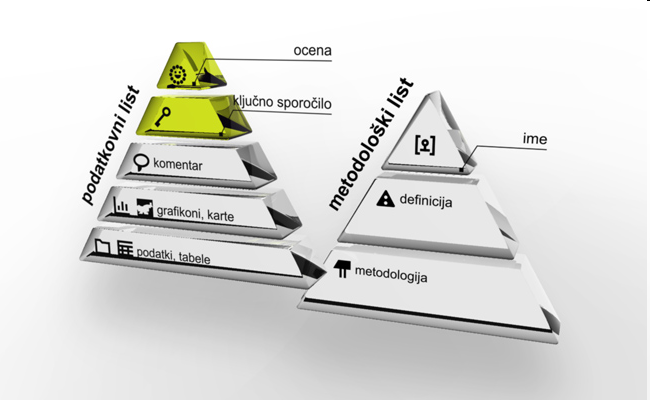 podatkovni list
ocena
ključno sporočilo
komentar
grafikoni, karte
podatki, tabele
metodološki list
ime
definicija
metodologija